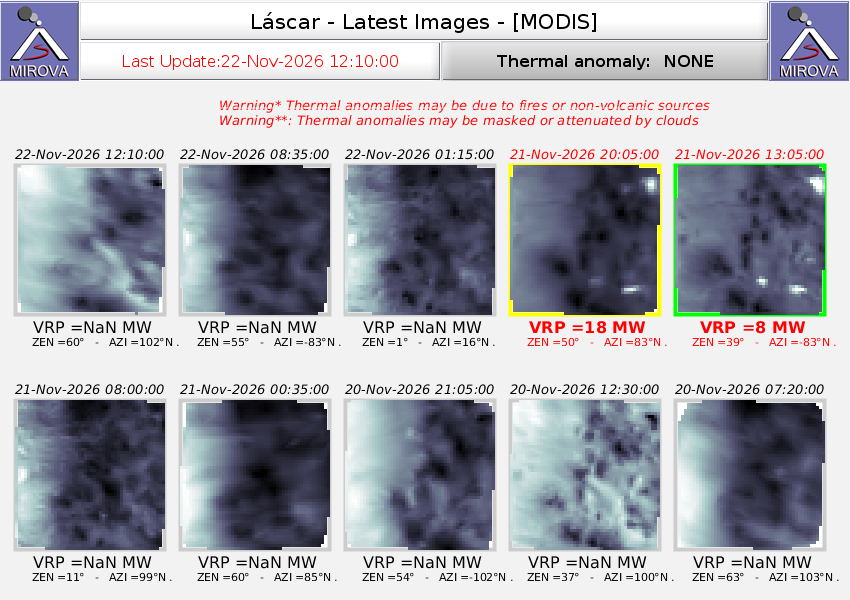 Láscar - Latest Images - [MODIS]
MIROVA
Last Update:22-Nov-2026 12:10:00
Thermal anomaly: NONE
MIROVA
Warning* Thermal anomalies may be due to fires or non-volcanic sources
Warning**: Thermal anomalies may be masked or attenuated by clouds
22-Nov-2026 12:10:00
22-Nov-2026 08:35:00
22-Nov-2026 01:15:00
21-Nov-2026 20:05:00
21-Nov-2026 13:05:00
VRP =NaN MW
VRP =NaN MW
VRP =NaN MW
VRP =18 MW
VRP =8 MW
ZEN =60° - AZI =102°N .
ZEN =55° - AZI =-83°N .
ZEN =1° - AZI =16°N .
ZEN =50° - AZI =83°N .
ZEN =39° - AZI =-83°N .
21-Nov-2026 08:00:00
21-Nov-2026 00:35:00
20-Nov-2026 21:05:00
20-Nov-2026 12:30:00
20-Nov-2026 07:20:00
VRP =NaN MW
VRP =NaN MW
VRP =NaN MW
VRP =NaN MW
VRP =NaN MW
ZEN =11° - AZI =99°N .
ZEN =60° - AZI =85°N .
ZEN =54° - AZI =-102°N .
ZEN =37° - AZI =100°N .
ZEN =63° - AZI =103°N .